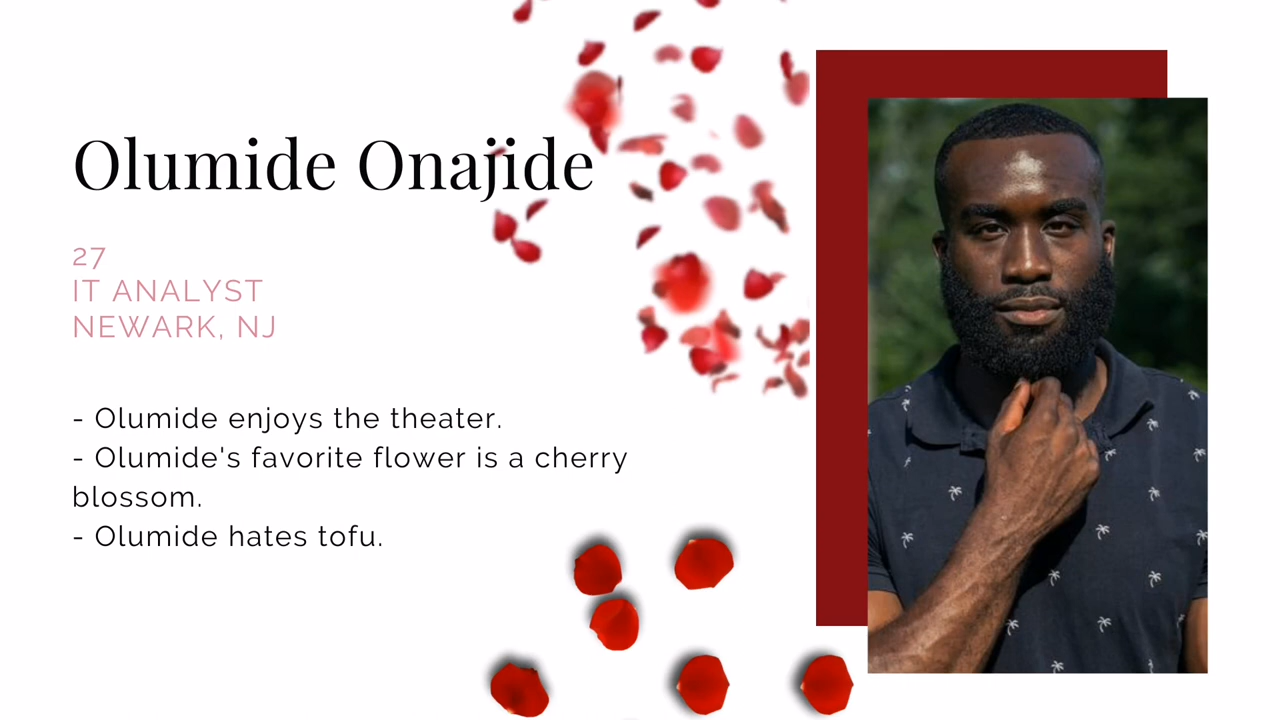 Olumide Onajide
27
IT ANALYST
NEWARK, NJ
- Olumide enjoys the theater.
- Olumide's favorite flower is a cherry
blossom.
- Olumide hates tofu.